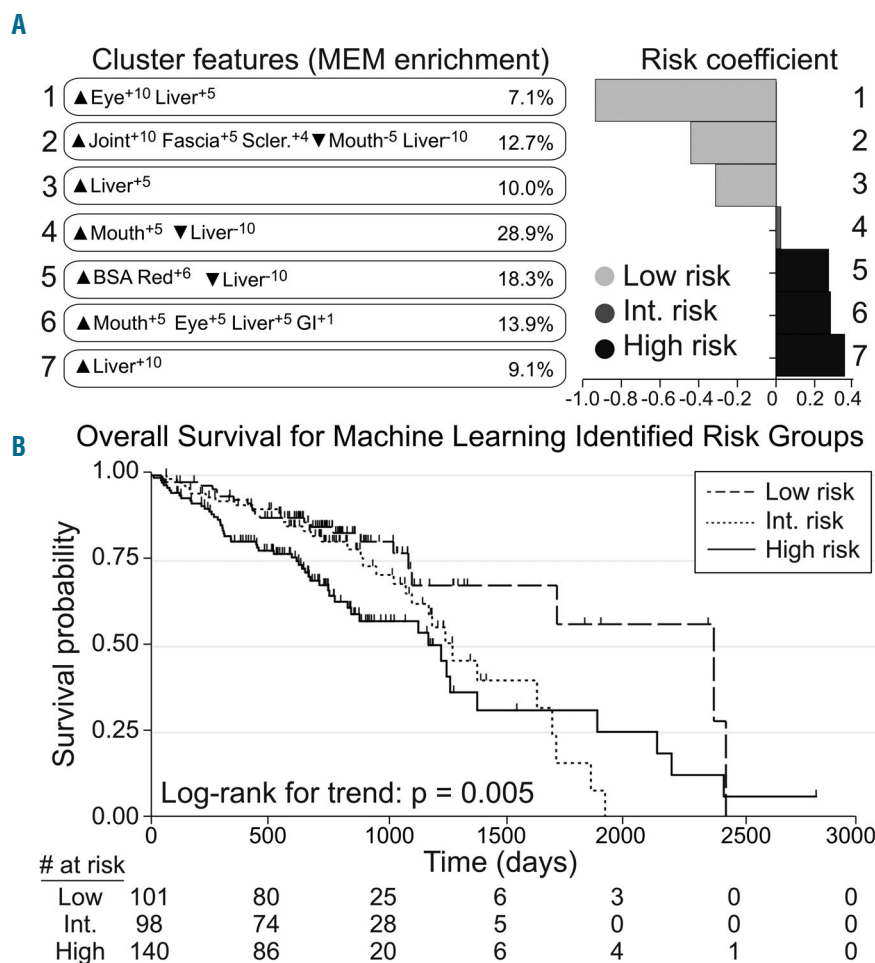 A
Cluster features (MEM enrichment)
Risk coefficient
1 ▲Eye+10 Liver+5 7.1% 1
2 ▲Joint+10 Fascia+5 Scler.+4▼Mouth-5 Liver-10 12.7% 2
3 ▲Liver+5 10.0% 3
4 ▲Mouth+5 ▼Liver-10 28.9% 4
5 ▲BSA Red+6 ▼Liver-10 18.3% 5
6 ▲Mouth+5 Eye+5 Liver+5 GI+1 13.9% 6
7 ▲Liver+10 9.1% 7
Low risk
Int. risk
High risk
-1.0 -0.8 -0.6 -0.4 -0.2 0 0.2 0.4
B
Overall Survival for Machine Learning Identified Risk Groups
Survival probability
1.00
0.75
0.50
0.25
0.00
Low risk
Int. risk
High risk
Log-rank for trend: p = 0.005
0 500 1000 1500 2000 2500 3000
Time (days)
# at risk
Low 101 80 25 6 3 0 0
Int. 98 74 28 5 0 0 0
High 140 86 20 6 4 1 0